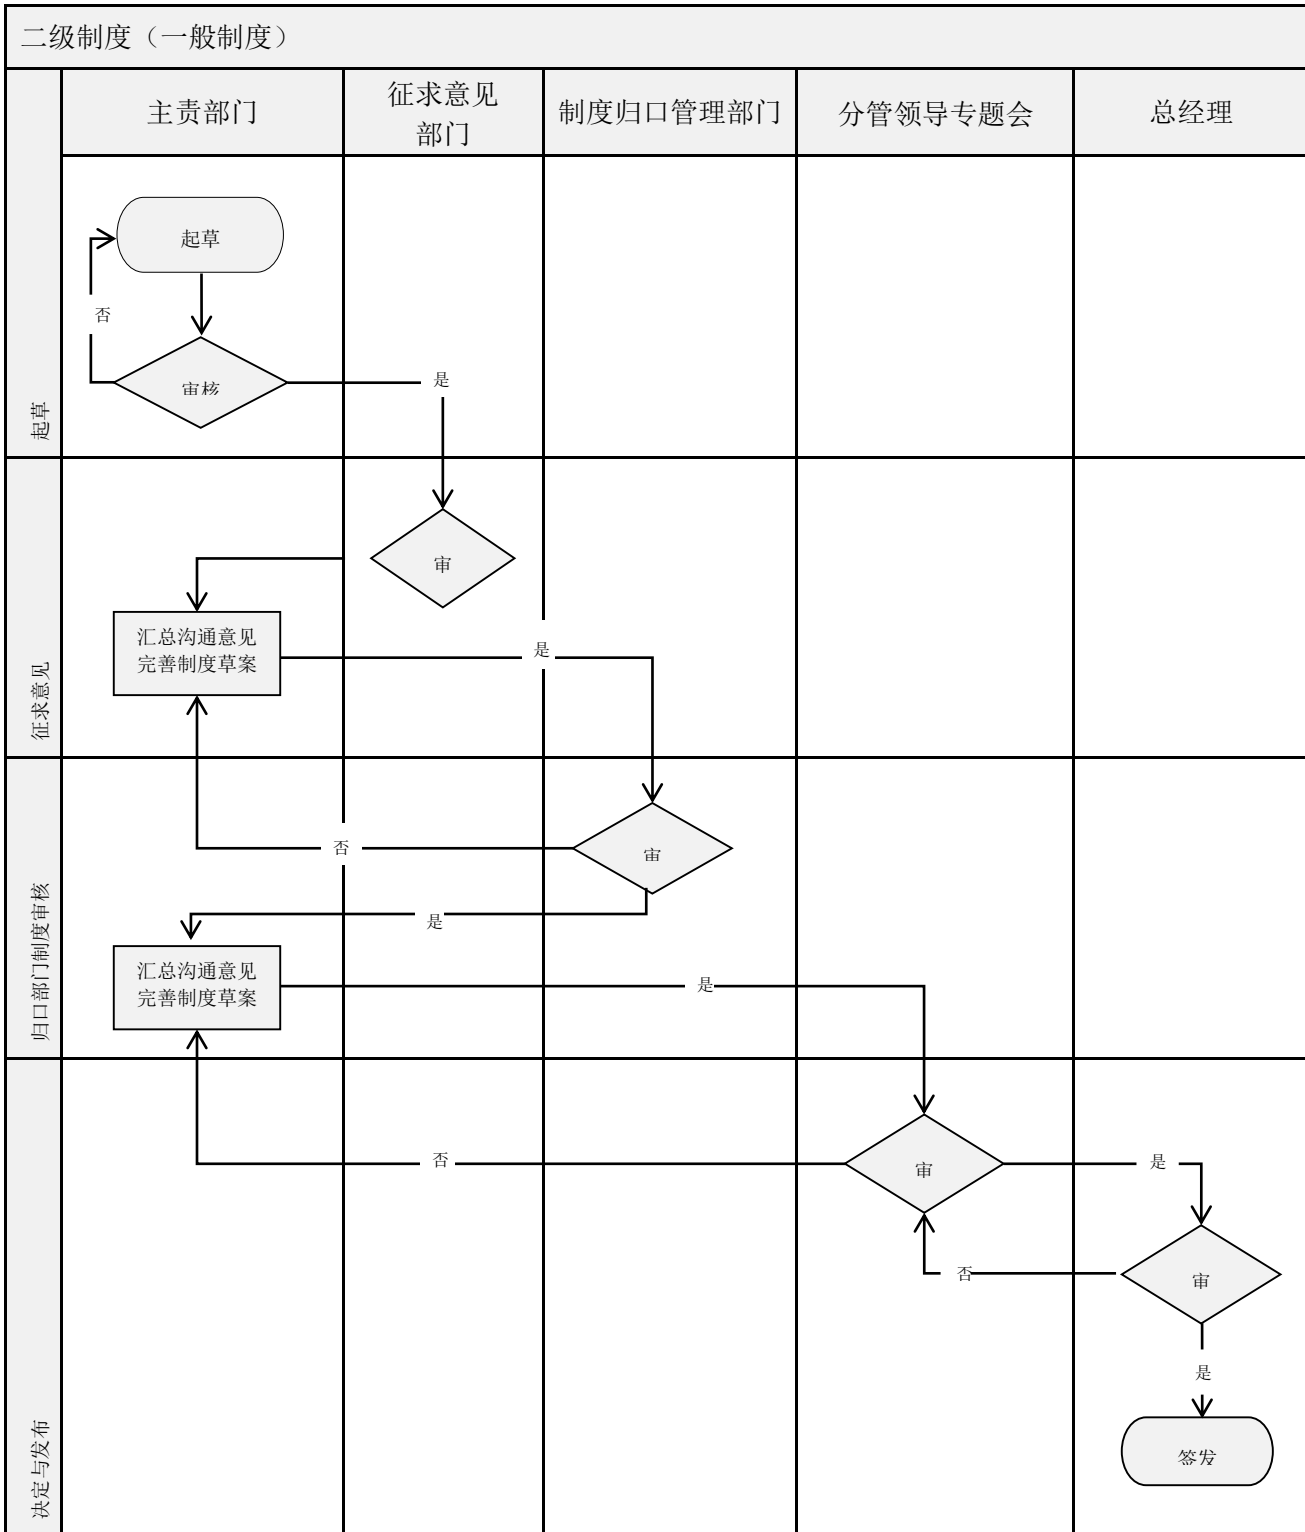 二级制度（一般制度）
主责部门
征求意见
部门
制度归口管理部门
分管领导专题会
总经理
起草
起草
否
审核
是
征求意见
审
汇总沟通意见
完善制度草案
是
归口部门制度审核
审
否
是
汇总沟通意见
完善制度草案
是
决定与发布
审
否
是
审
否
是
签发